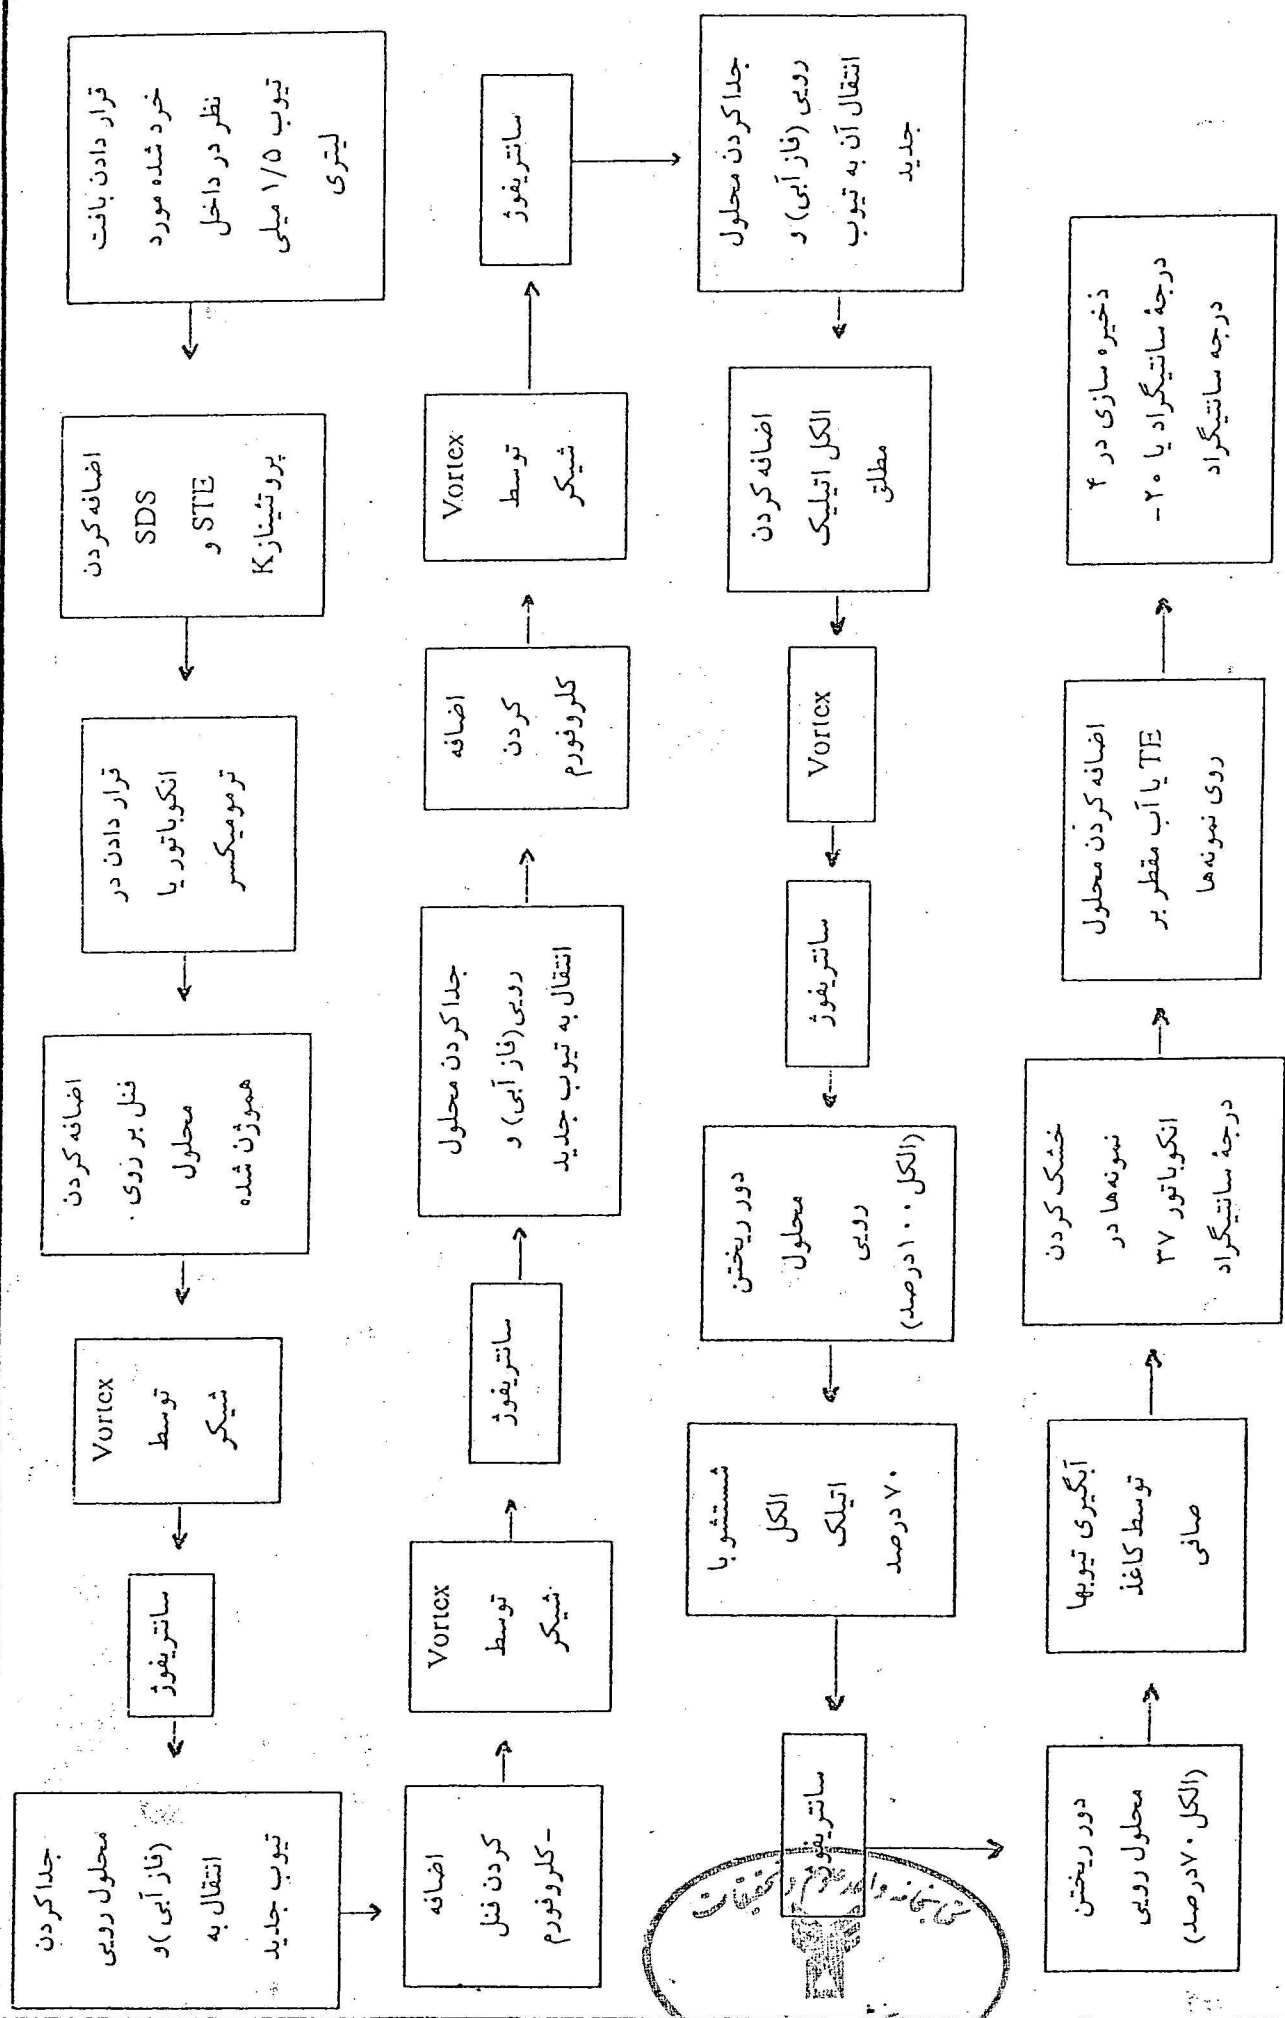 قرار دادن بافت
خرد شده مورد
نظر در داخل
تیوب ۱/۵ میلی
لیتری
اضافه کردن
SDS
و STE
پروتئیناز K
قرار دادن در
انکوباتور یا
ترمومیکسر
اضافه کردن
فنل بر روی
محلول
هموژن شده
Vortex
توسط
شیکر
سانتریفوژ
جدا کردن
محلول رویی
(فاز آبی) و
انتقال به
تیوب جدید
اضافه
کردن فنل
-کلروفورم
Vortex
توسط
شیکر
سانتریفوژ
جدا کردن محلول
رویی (فاز آبی) و
انتقال به تیوب جدید
اضافه
کردن
کلروفورم
Vortex
توسط
شیکر
سانتریفوژ
جدا کردن محلول
رویی (فاز آبی) و
انتقال آن به تیوب
جدید
اضافه کردن
الکل اتیلیک
مطلق
Vortex
سانتریفوژ
دور ریختن
محلول
رویی
(الکل ۱۰۰ درصد)
شستشو با
الکل
اتیلک
۷۰ درصد
سانتریفوژ
دور ریختن
محلول رویی
(الکل ۷۰ درصد)
آبگیری تیوبها
توسط کاغذ
صافی
خشک کردن
نمونه‌ها در
انکوباتور ۳۷
درجهٔ سانتیگراد
اضافه کردن محلول
TE یا آب مقطر بر
روی نمونه‌ها
ذخیره سازی در ۴
درجهٔ سانتیگراد یا ۲۰-
درجه سانتیگراد
کتابخانه واحد علوم و تحقیقات